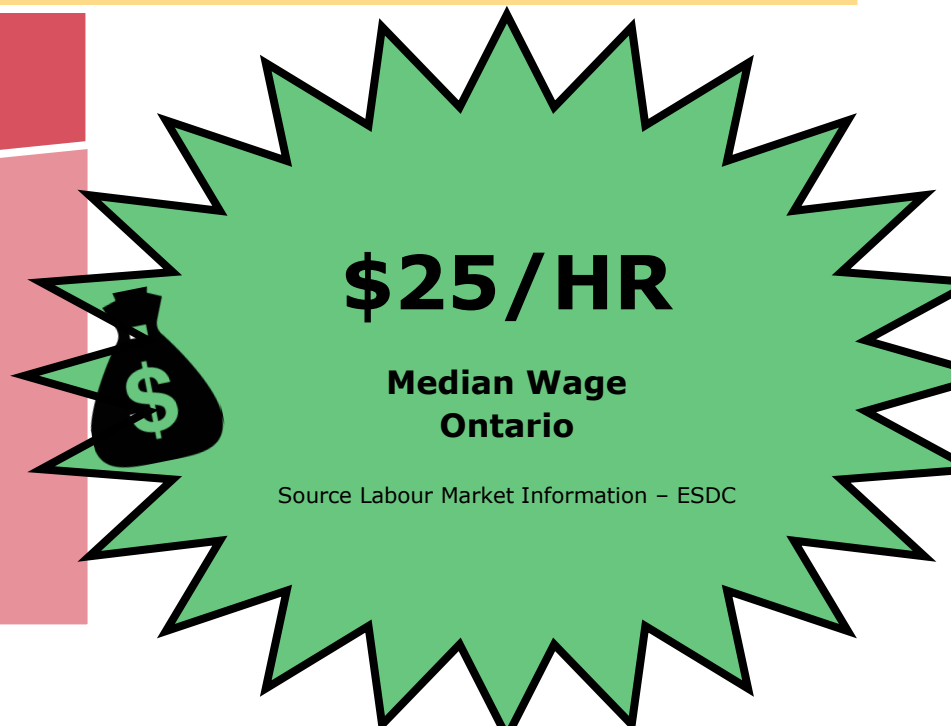 $25/HR
Median Wage
Ontario
Source Labour Market Information – ESDC
$